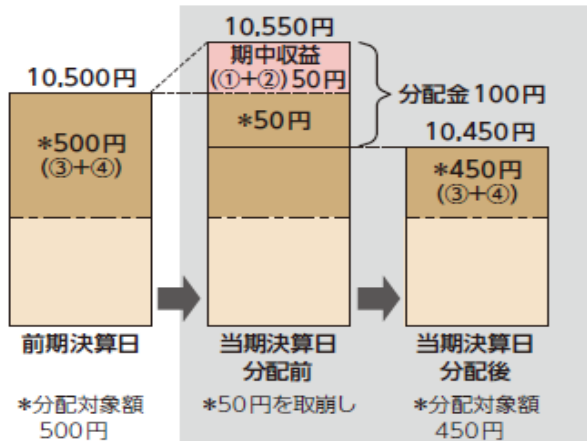 10,550円
期中収益
(①+②)50円
10,500円
分配金100円
*50円
10,450円
*500円
(③+④)
*450円
(③+④)
前期決算日
当期決算日
分配前
当期決算日
分配後
*分配対象額
500円
*50円を取崩し
*分配対象額
450円